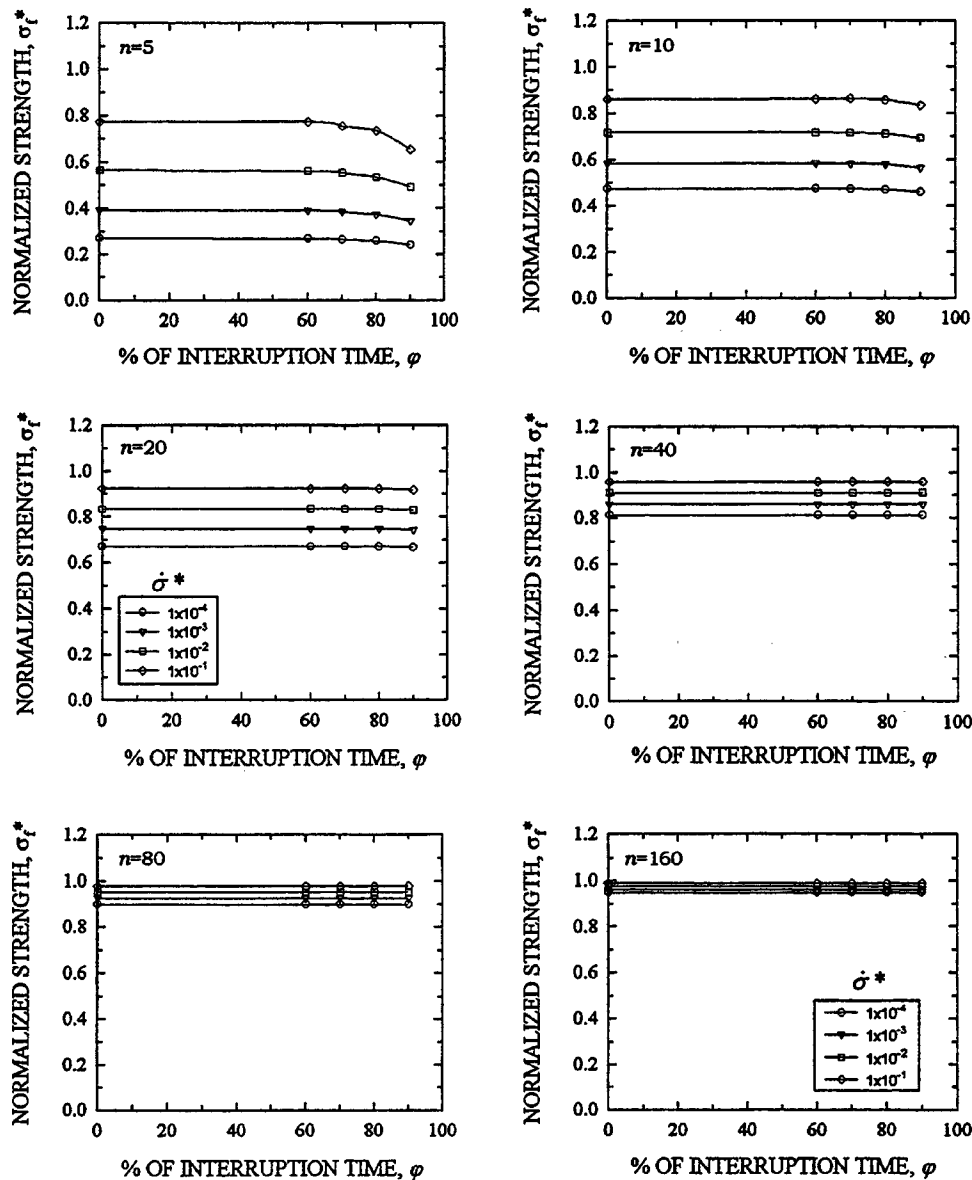 NORMALIZED STRENGTH, σf*
n=5
1.2
1.0
0.8
0.6
0.4
0.2
0.0
0 20 40 60 80 100
% OF INTERRUPTION TIME, φ
NORMALIZED STRENGTH, σf*
n=10
1.2
1.0
0.8
0.6
0.4
0.2
0.0
0 20 40 60 80 100
% OF INTERRUPTION TIME, φ
NORMALIZED STRENGTH, σf*
n=20
1.2
1.0
0.8
0.6
0.4
0.2
0.0
σ̇*
1x10⁻⁴
1x10⁻³
1x10⁻²
1x10⁻¹
0 20 40 60 80 100
% OF INTERRUPTION TIME, φ
NORMALIZED STRENGTH, σf*
n=40
1.2
1.0
0.8
0.6
0.4
0.2
0.0
0 20 40 60 80 100
% OF INTERRUPTION TIME, φ
NORMALIZED STRENGTH, σf*
n=80
1.2
1.0
0.8
0.6
0.4
0.2
0.0
0 20 40 60 80 100
% OF INTERRUPTION TIME, φ
NORMALIZED STRENGTH, σf*
n=160
1.2
1.0
0.8
0.6
0.4
0.2
0.0
σ̇*
1x10⁻⁴
1x10⁻³
1x10⁻²
1x10⁻¹
0 20 40 60 80 100
% OF INTERRUPTION TIME, φ